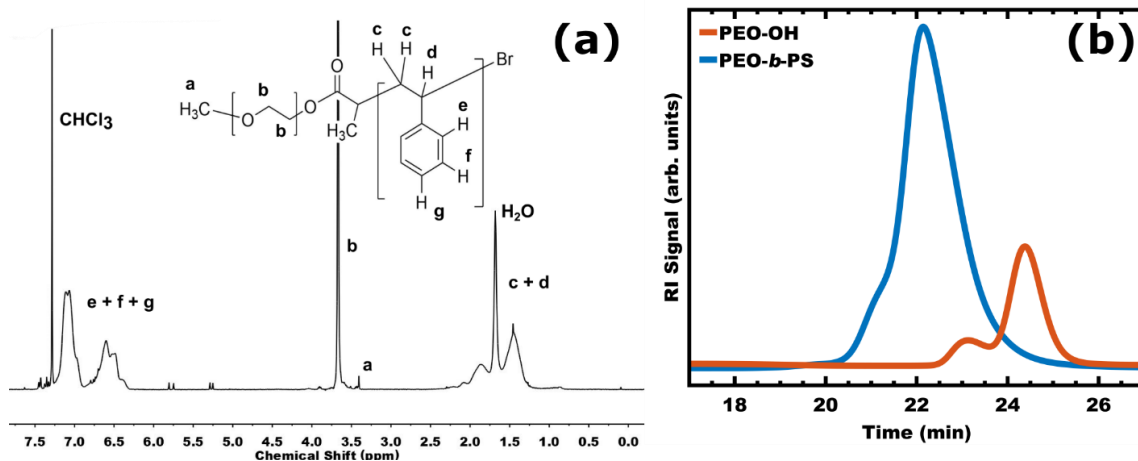 (a)
CHCl3
a
H3C
O
b
b
O
O
CH3
c
c
H
H
d
H
Br
e
H
f
H
H
g
H2O
b
c + d
a
e + f + g
7.5 7.0 6.5 6.0 5.5 5.0 4.5 4.0 3.5 3.0 2.5 2.0 1.5 1.0 0.5 0.0
Chemical Shift (ppm)
(b)
PEO-OH
PEO-b-PS
RI Signal (arb. units)
18 20 22 24 26
Time (min)